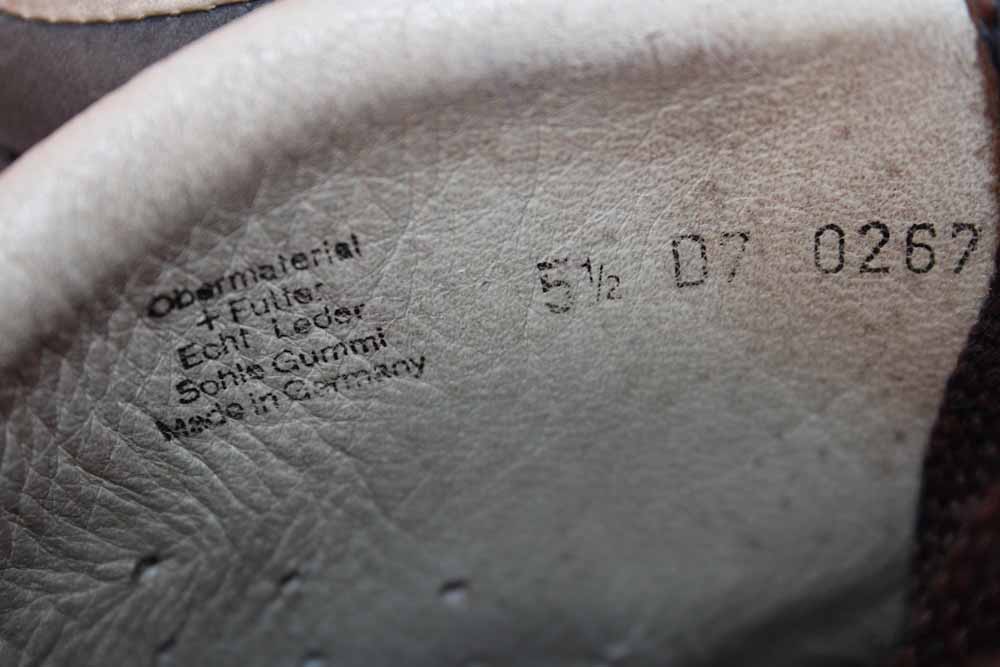 Obermaterial
+ Futter
Echt Leder
Sohle Gummi
Made in Germany
5½ D7 0267